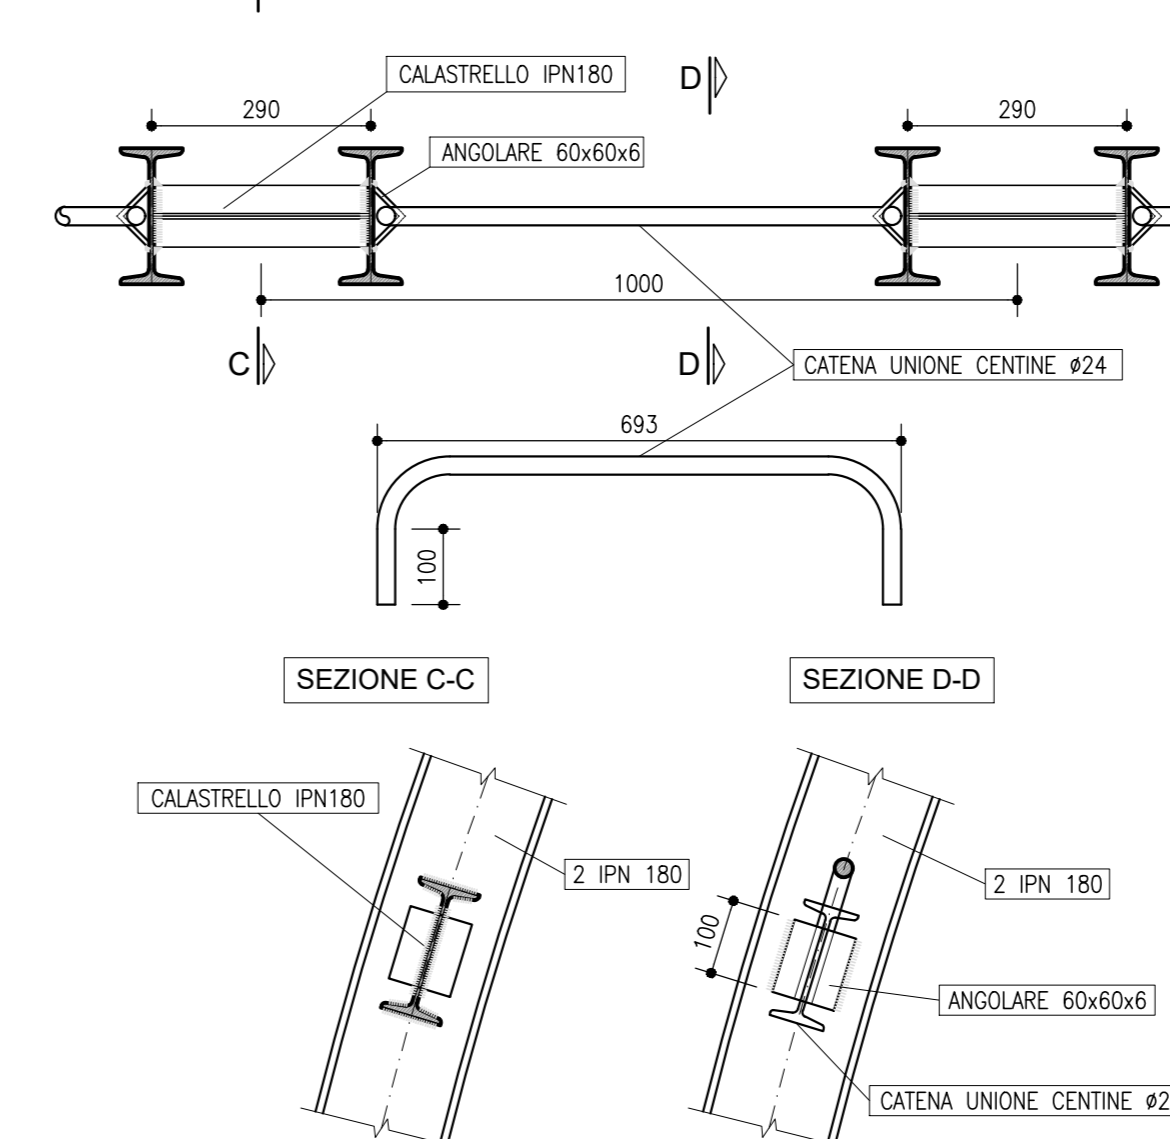 CALASTRELLO IPN180
D
290
290
ANGOLARE 60x60x6
1000
C
D
CATENA UNIONE CENTINE ø24
693
100
SEZIONE C-C
SEZIONE D-D
CALASTRELLO IPN180
2 IPN 180
2 IPN 180
100
ANGOLARE 60x60x6
CATENA UNIONE CENTINE ø2